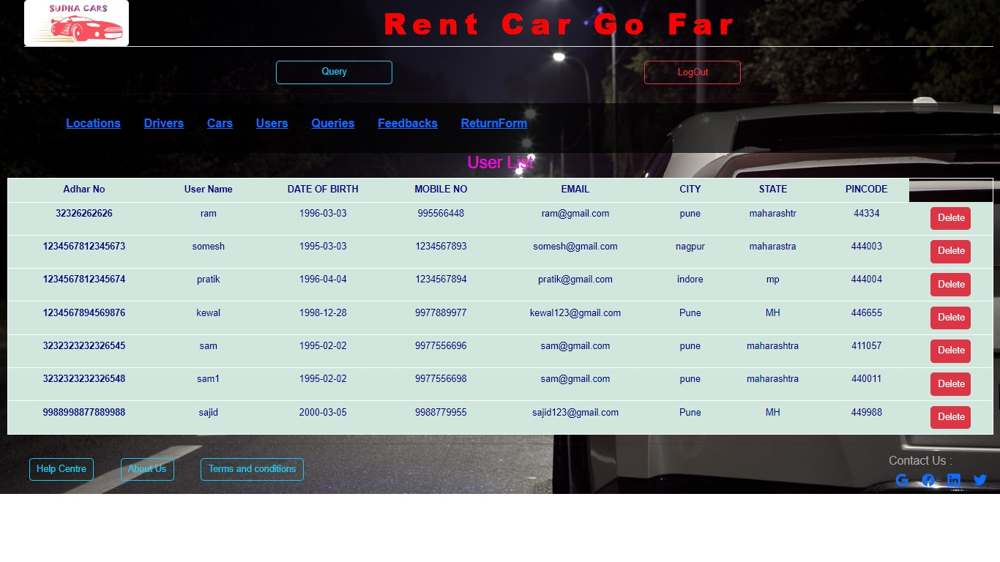 SUDHA CARS
Rent Car Go Far
Query LogOut
Locations Drivers Cars Users Queries Feedbacks ReturnForm
User List
Adhar No User Name DATE OF BIRTH MOBILE NO EMAIL CITY STATE PINCODE
32326262626 ram 1996-03-03 995566448 ram@gmail.com pune maharashtr 44334 Delete
1234567812345673 somesh 1995-03-03 1234567893 somesh@gmail.com nagpur maharastra 444003 Delete
1234567812345674 pratik 1996-04-04 1234567894 pratik@gmail.com indore mp 444004 Delete
1234567894569876 kewal 1998-12-28 9977889977 kewal123@gmail.com Pune MH 446655 Delete
3232323232326545 sam 1995-02-02 9977556696 sam@gmail.com pune maharashtra 411057 Delete
3232323232326548 sam1 1995-02-02 9977556698 sam@gmail.com pune maharashtra 440011 Delete
9988998877889988 sajid 2000-03-05 9988779955 sajid123@gmail.com Pune MH 449988 Delete
Help Centre About Us Terms and conditions Contact Us :